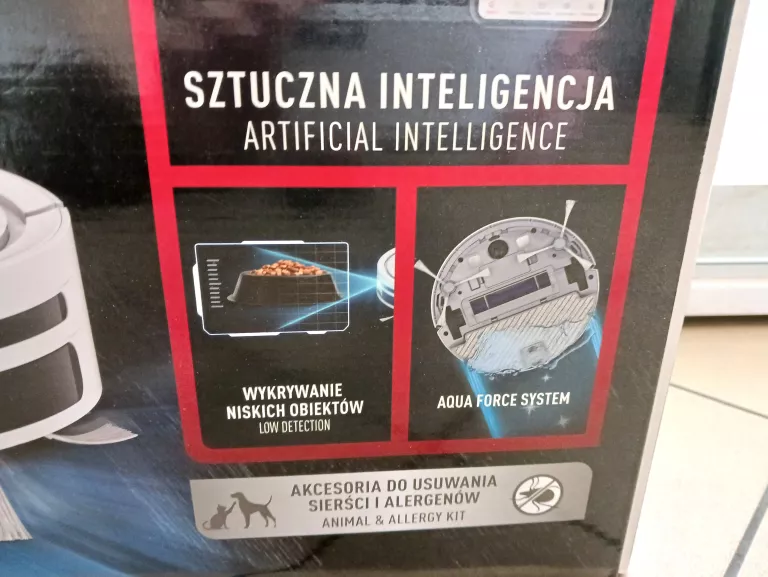 SZTUCZNA INTELIGENCJA
ARTIFICIAL INTELLIGENCE
WYKRYWANIE
NISKICH OBIEKTÓW
LOW DETECTION
AQUA FORCE SYSTEM
AKCESORIA DO USUWANIA
SIERŚCI I ALERGENÓW
ANIMAL & ALLERGY KIT